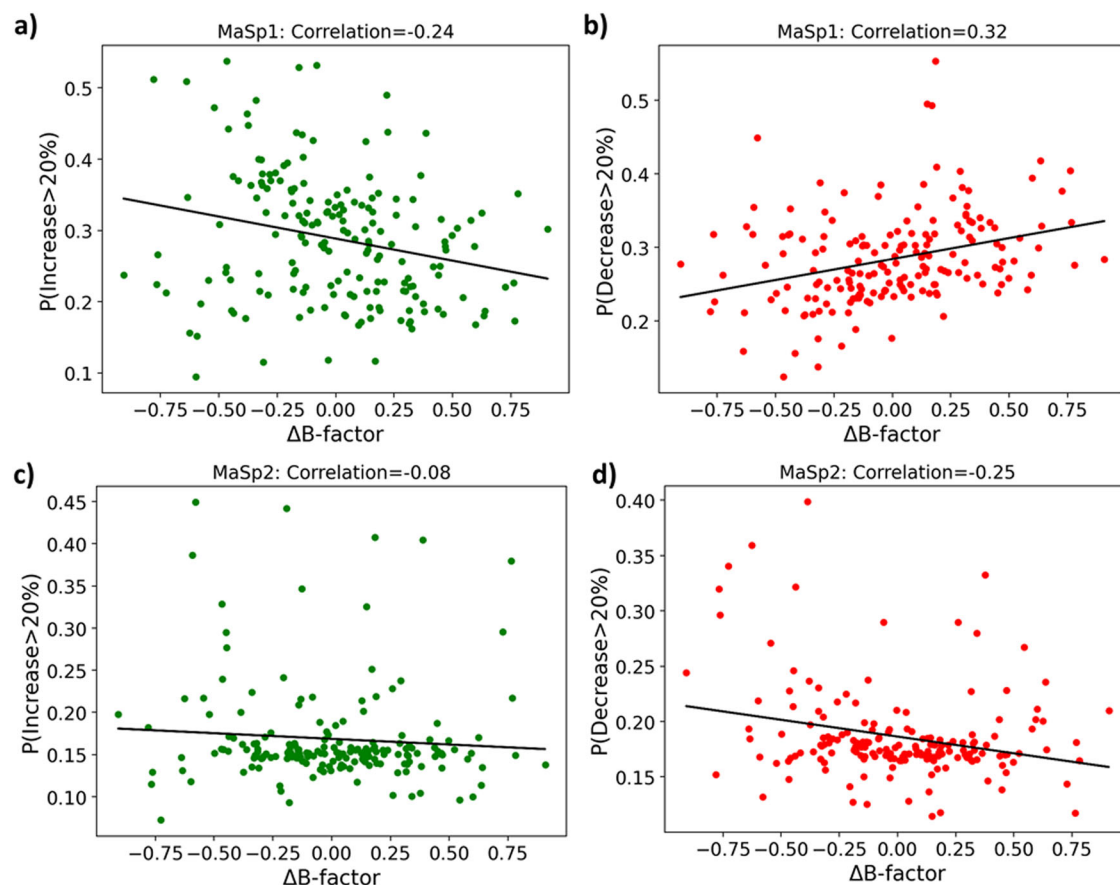 a)
MaSp1: Correlation=-0.24
P(Increase>20%)
0.5
0.4
0.3
0.2
0.1
−0.75 −0.50 −0.25 0.00 0.25 0.50 0.75
ΔB-factor
b)
MaSp1: Correlation=0.32
P(Decrease>20%)
0.5
0.4
0.3
0.2
−0.75 −0.50 −0.25 0.00 0.25 0.50 0.75
ΔB-factor
c)
MaSp2: Correlation=-0.08
P(Increase>20%)
0.45
0.40
0.35
0.30
0.25
0.20
0.15
0.10
−0.75 −0.50 −0.25 0.00 0.25 0.50 0.75
ΔB-factor
d)
MaSp2: Correlation=-0.25
P(Decrease>20%)
0.40
0.35
0.30
0.25
0.20
0.15
−0.75 −0.50 −0.25 0.00 0.25 0.50 0.75
ΔB-factor